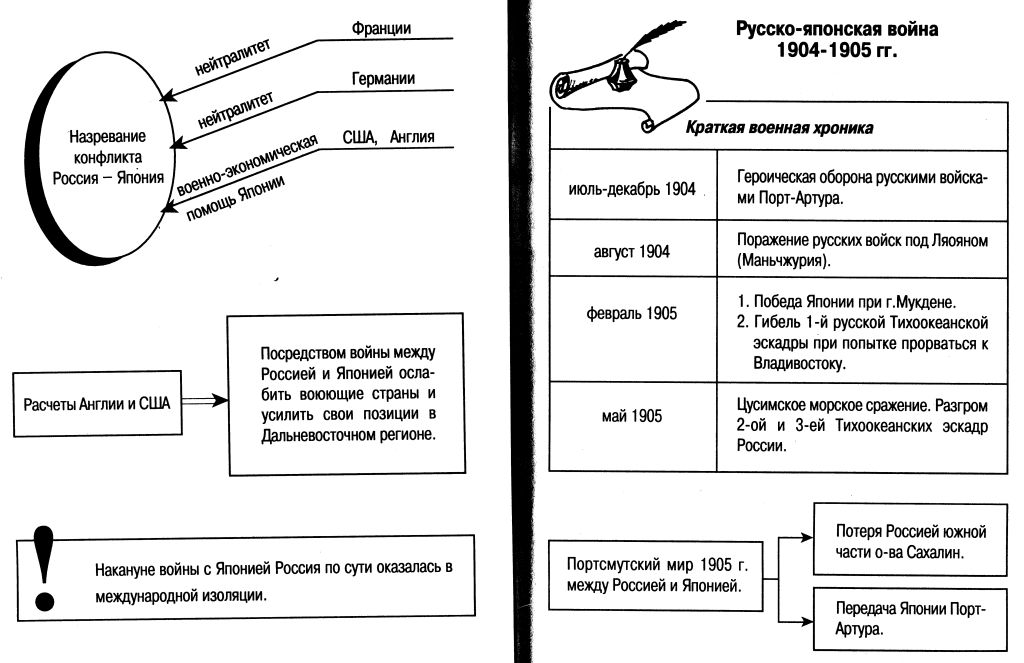 Франции
нейтралитет
Германии
нейтралитет
США, Англия
военно-экономическая
помощь Японии
Назревание
конфликта
Россия – Япония
Расчеты Англии и США
Посредством войны между
Россией и Японией осла-
бить воюющие страны и
усилить свои позиции в
Дальневосточном регионе.
!
Накануне войны с Японией Россия по сути оказалась в
международной изоляции.
Русско-японская война
1904-1905 гг.
Краткая военная хроника
июль-декабрь 1904
Героическая оборона русскими войска-
ми Порт-Артура.
август 1904
Поражение русских войск под Ляояном
(Маньчжурия).
февраль 1905
1. Победа Японии при г.Мукдене.
2. Гибель 1-й русской Тихоокеанской
эскадры при попытке прорваться к
Владивостоку.
май 1905
Цусимское морское сражение. Разгром
2-ой и 3-ей Тихоокеанских эскадр
России.
Портсмутский мир 1905 г.
между Россией и Японией.
Потеря Россией южной
части о-ва Сахалин.
Передача Японии Порт-
Артура.